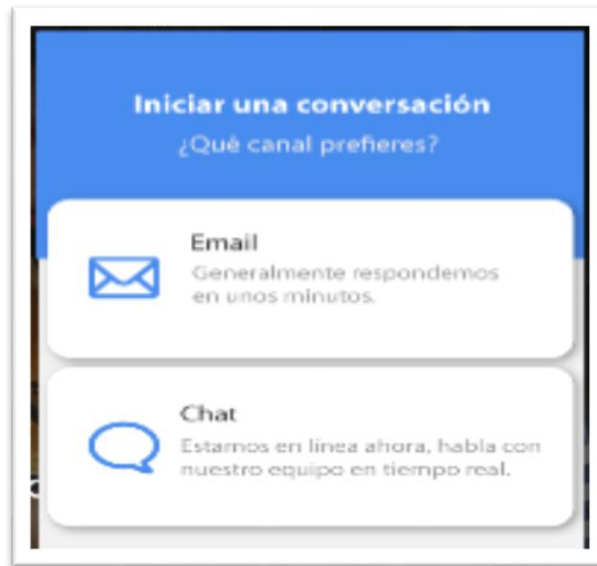 Iniciar una conversación
¿Qué canal prefieres?
Email
Generalmente respondemos
en unos minutos.
Chat
Estamos en línea ahora, habla con
nuestro equipo en tiempo real.